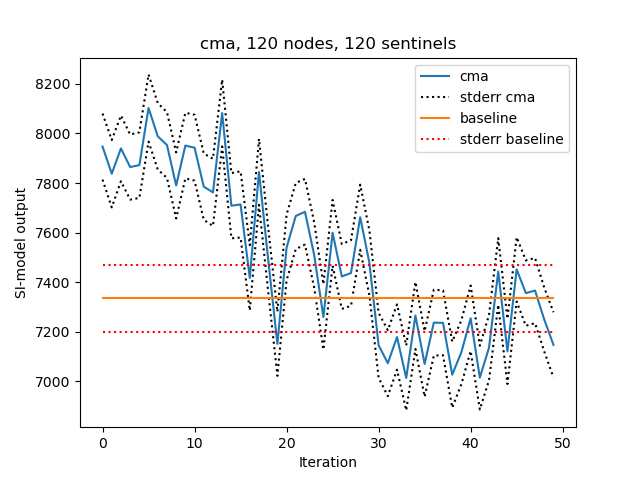 cma, 120 nodes, 120 sentinels
cma
stderr cma
baseline
stderr baseline
SI-model output
8200
8000
7800
7600
7400
7200
7000
0 10 20 30 40 50
Iteration